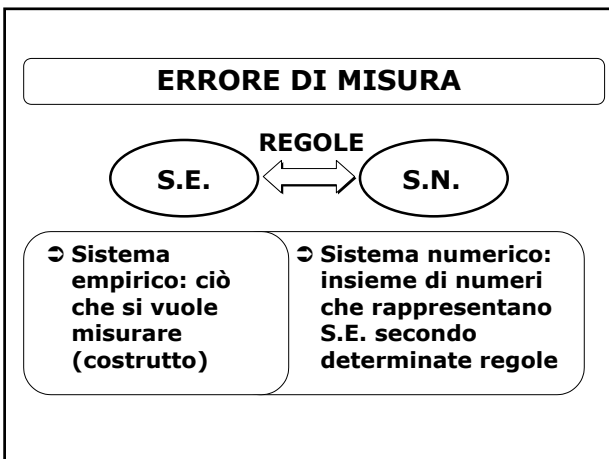 ERRORE DI MISURA
REGOLE
S.E.
S.N.
➲ Sistema
empirico: ciò
che si vuole
misurare
(costrutto)
➲ Sistema numerico:
insieme di numeri
che rappresentano
S.E. secondo
determinate regole